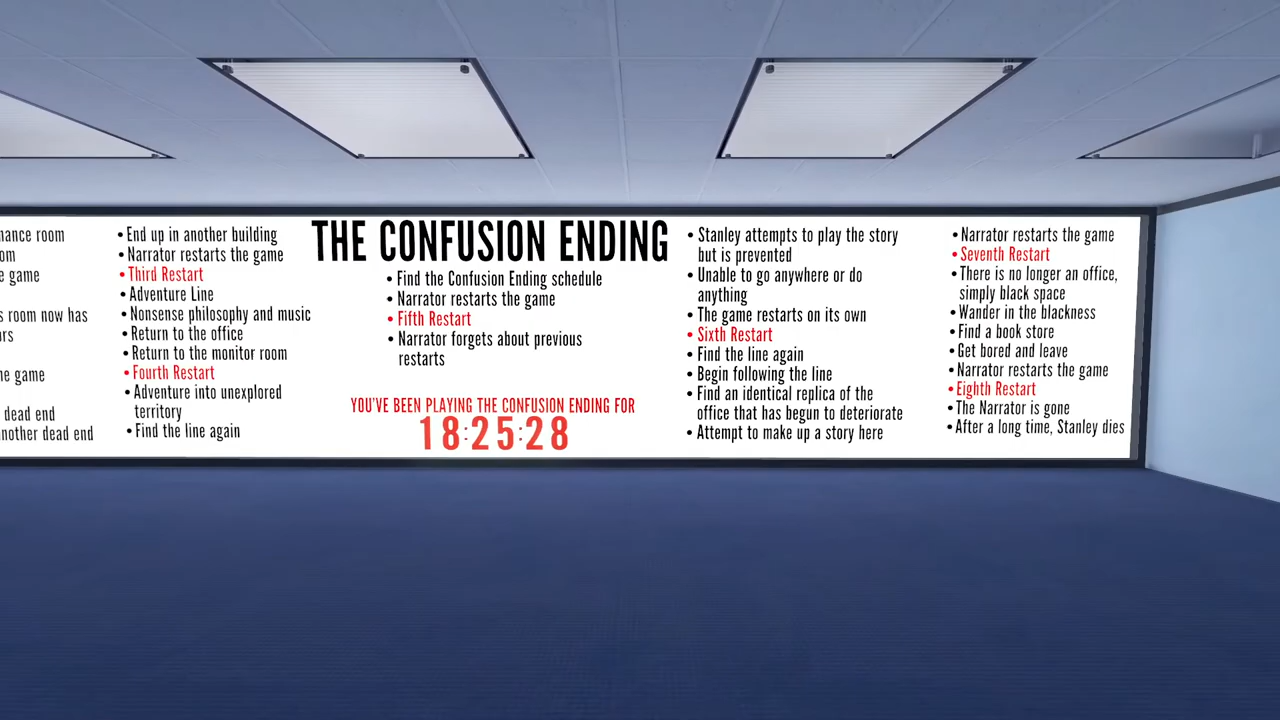 room
game
room now has
game
dead end
another dead end
• End up in another building
• Narrator restarts the game
• Third Restart
• Adventure Line
• Nonsense philosophy and music
• Return to the office
• Return to the monitor room
• Fourth Restart
• Adventure into unexplored
territory
• Find the line again
THE CONFUSION ENDING
• Find the Confusion Ending schedule
• Narrator restarts the game
• Fifth Restart
• Narrator forgets about previous
restarts
YOU'VE BEEN PLAYING THE CONFUSION ENDING FOR
18:25:28
• Stanley attempts to play the story
but is prevented
• Unable to go anywhere or do
anything
• The game restarts on its own
• Sixth Restart
• Find the line again
• Begin following the line
• Find an identical replica of the
office that has begun to deteriorate
• Attempt to make up a story here
• Narrator restarts the game
• Seventh Restart
• There is no longer an office,
simply black space
• Wander in the blackness
• Find a book store
• Get bored and leave
• Narrator restarts the game
• Eighth Restart
• The Narrator is gone
• After a long time, Stanley dies